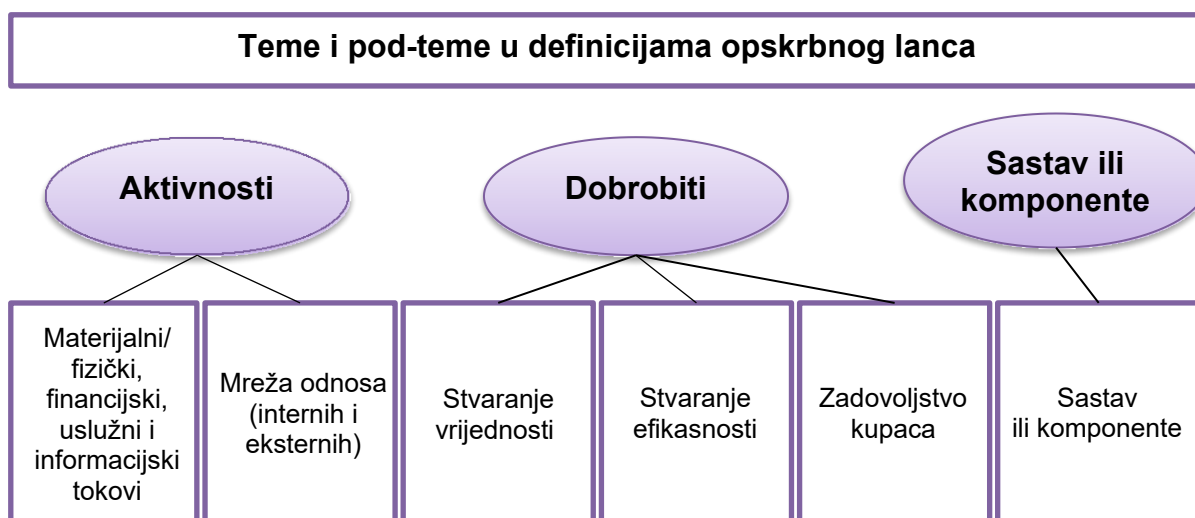 Teme i pod-teme u definicijama opskrbnog lanca
Aktivnosti
Dobrobiti
Sastav ili
komponente
Materijalni/
fizički,
financijski,
uslužni i
informacijski
tokovi
Mreža odnosa
(internih i
eksternih)
Stvaranje
vrijednosti
Stvaranje
efikasnosti
Zadovoljstvo
kupaca
Sastav
ili komponente